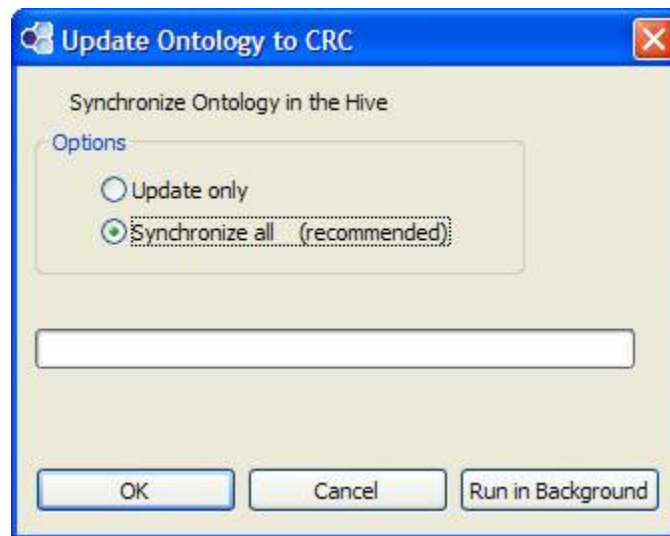 Update Ontology to CRC
Synchronize Ontology in the Hive
Options
Update only
Synchronize all (recommended)
OK Cancel Run in Background